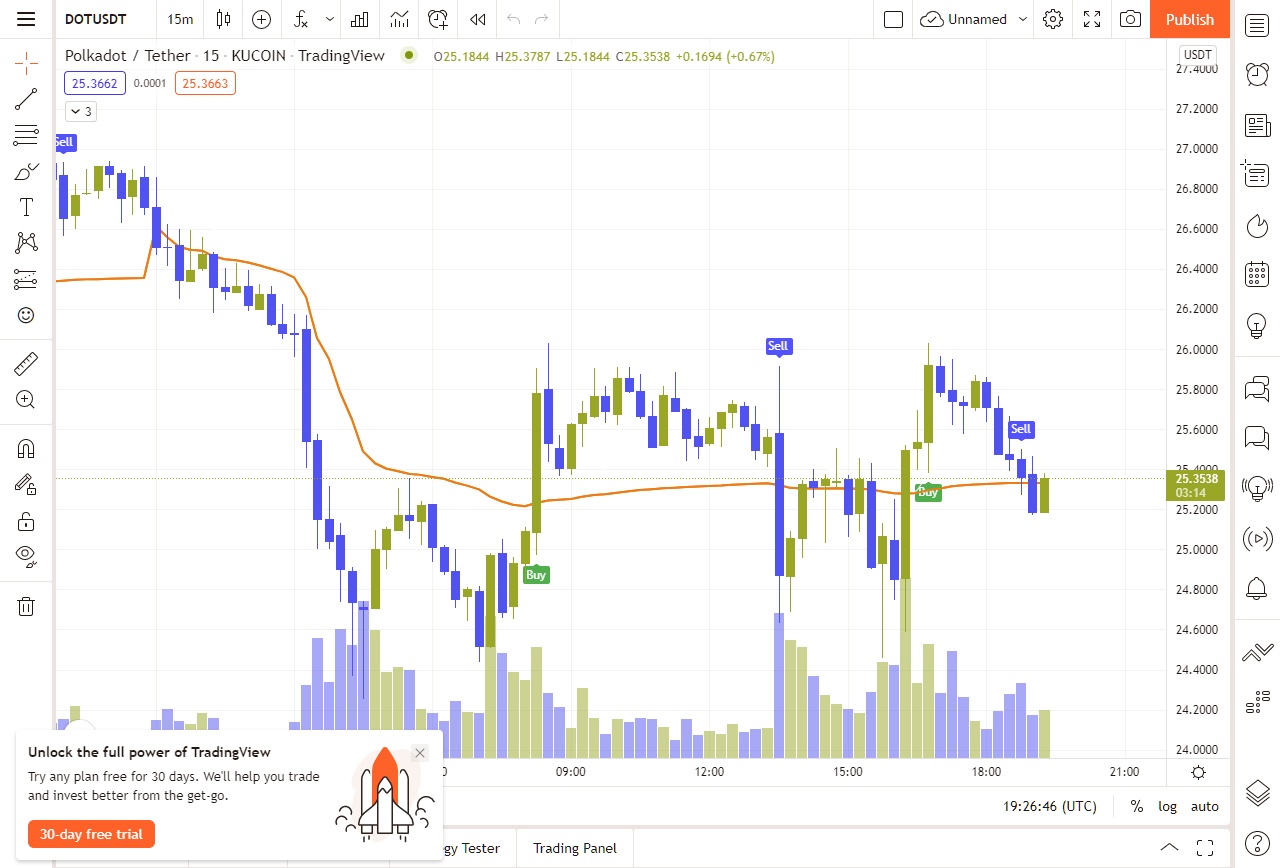 DOTUSDT
15m
Unnamed
Publish
Polkadot / Tether · 15 · KUCOIN · TradingView
O25.1844 H25.3787 L25.1844 C25.3538 +0.1694 (+0.67%)
USDT
25.3662
0.0001
25.3663
3
27.4000
27.2000
27.0000
26.8000
26.6000
26.4000
26.2000
26.0000
25.8000
25.6000
25.4000
25.3538
03:14
25.2000
25.0000
24.8000
24.6000
24.4000
24.2000
24.0000
Sell
Sell
Sell
Buy
Buy
09:00
12:00
15:00
18:00
21:00
Unlock the full power of TradingView
Try any plan free for 30 days. We'll help you trade
and invest better from the get-go.
30-day free trial
19:26:46 (UTC)
%
log
auto
gy Tester
Trading Panel